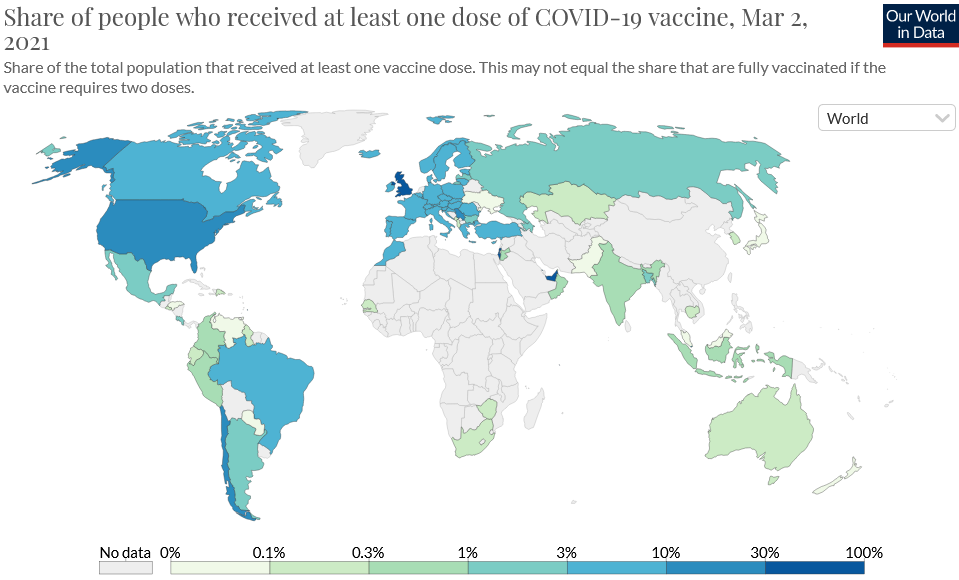 Share of people who received at least one dose of COVID-19 vaccine, Mar 2,
2021
Our World
in Data
Share of the total population that received at least one vaccine dose. This may not equal the share that are fully vaccinated if the
vaccine requires two doses.
World
No data 0% 0.1% 0.3% 1% 3% 10% 30% 100%